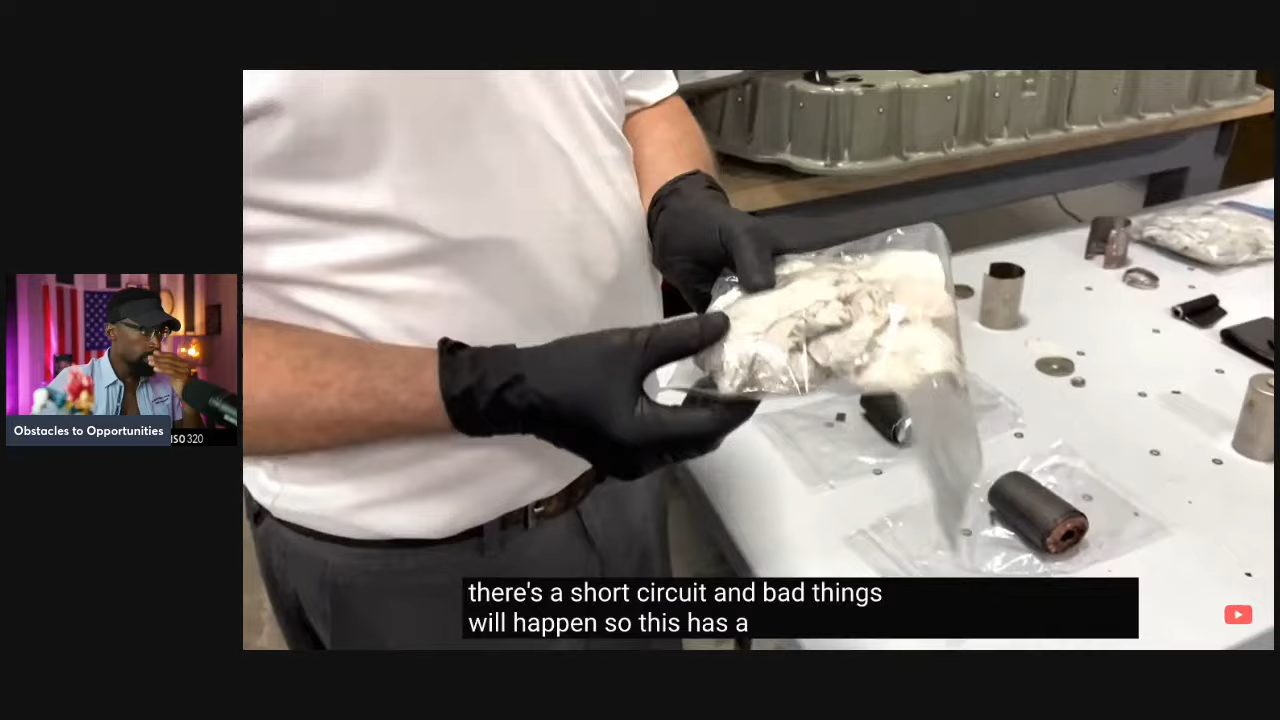 Obstacles to Opportunities
ISO 320
there's a short circuit and bad things
will happen so this has a